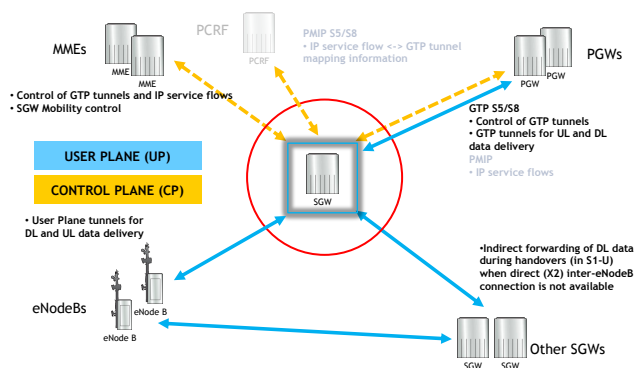 MMEs
MME
MME
• Control of GTP tunnels and IP service flows
• SGW Mobility control
PCRF
PCRF
PMIP S5/S8
• IP service flow <-> GTP tunnel
mapping information
PGWs
PGW
PGW
GTP S5/S8
• Control of GTP tunnels
• GTP tunnels for UL and DL
data delivery
PMIP
• IP service flows
USER PLANE (UP)
CONTROL PLANE (CP)
SGW
• User Plane tunnels for
DL and UL data delivery
eNodeBs
eNode B
eNode B
•Indirect forwarding of DL data
during handovers (in S1-U)
when direct (X2) inter-eNodeB
connection is not available
SGW
SGW
Other SGWs